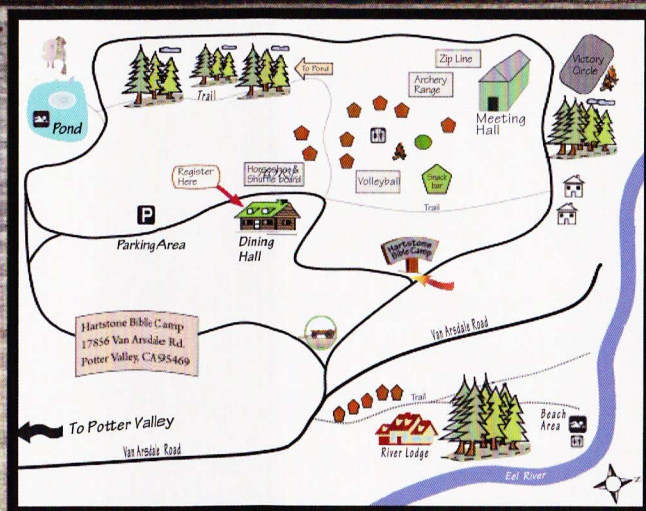 Zip Line
Victory
Circle
To Pond
Archery
Range
Trail
Pond
Meeting
Hall
Register
Here
Horseshoe &
Shuffle board
Volleyball
Snack
bar
Trail
P
Parking Area
Dining
Hall
Hartstone
Bible Camp
Hartstone Bible Camp
17856 Van Arsdale Rd.
Potter Valley, CA 95469
Van Arsdale Road
Trail
To Potter Valley
Beach
Area
River Lodge
Van Arsdale Road
Eel River